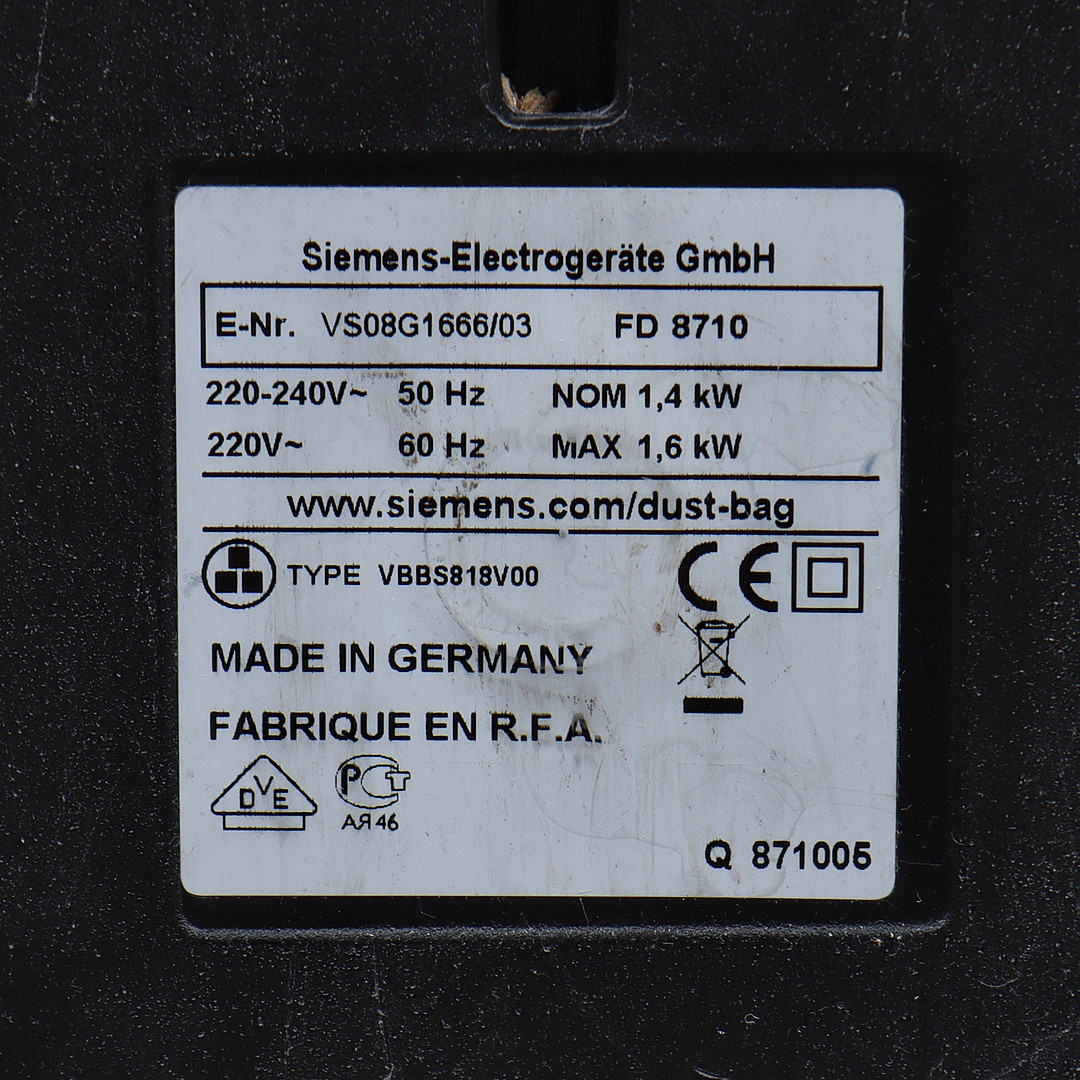 Siemens-Electrogeräte GmbH
E-Nr. VS08G1666/03 FD 8710
220-240V~ 50 Hz NOM 1,4 kW
220V~ 60 Hz MAX 1,6 kW
www.siemens.com/dust-bag
TYPE VBBS818V00 CE
MADE IN GERMANY
FABRIQUE EN R.F.A.
DVE PCT
АЯ46
Q 871005